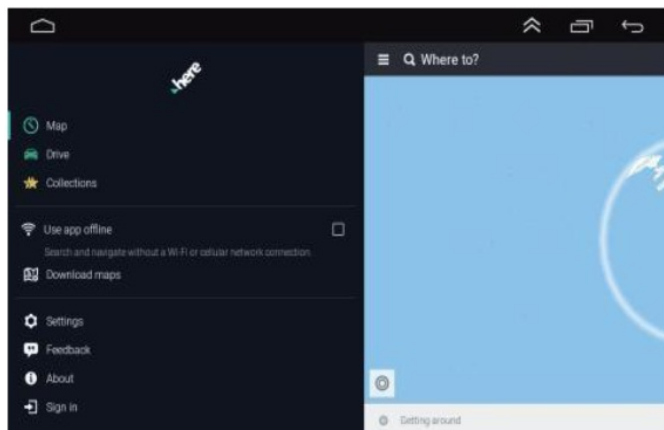 here
Where to?
Map
Drive
Collections
Use app offline
Search and navigate without a Wi-Fi or cellular network connection.
Download maps
Settings
Feedback
About
Sign in
Getting around